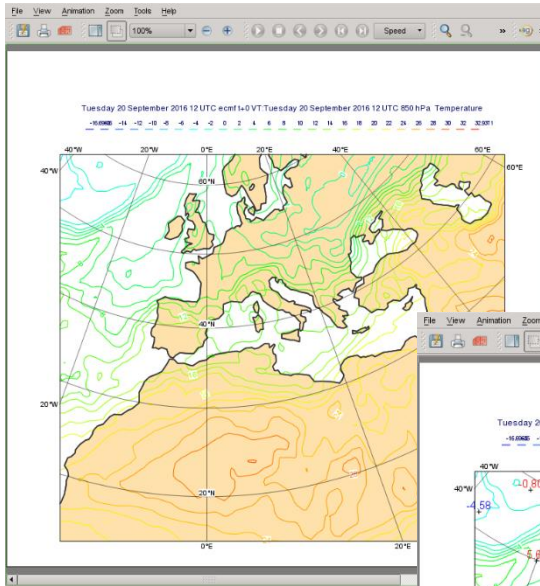 File View Animation Zoom Tools Help
100% Speed »
Tuesday 20 September 2016 12 UTC ecmf t+0 VT:Tuesday 20 September 2016 12 UTC 850 hPa Temperature
-14 -12 -10 -8 -6 -4 -2 0 2 4 6 8 10 12 14 16 18 20 22 24 26 28 30 32
40°W 20°W 0°E 20°E 40°E 60°E
40°W 60°E
60°N
40°N
20°W
20°N
0°E 20°E
File View Animation Zoom
Tuesday 2
40°W
40°W
-4.58